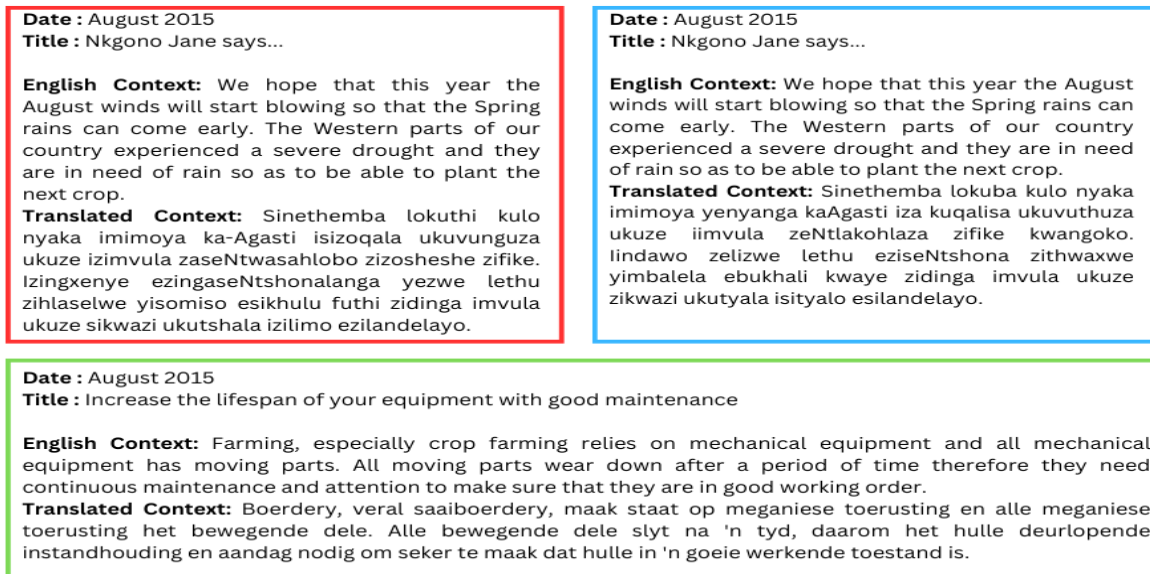 Date : August 2015
Title : Nkgono Jane says...
English Context: We hope that this year the
August winds will start blowing so that the Spring
rains can come early. The Western parts of our
country experienced a severe drought and they
are in need of rain so as to be able to plant the
next crop.
Translated Context: Sinethemba lokuthi kulo
nyaka imimoya ka-Agasti isizoqala ukuvunguza
ukuze izimvula zaseNtwasahlobo zizosheshe zifike.
Izingxenye ezingaseNtshonalanga yezwe lethu
zihlaselwe yisomiso esikhulu futhi zidinga imvula
ukuze sikwazi ukutshala izilimo ezilandelayo.
Date : August 2015
Title : Nkgono Jane says...
English Context: We hope that this year the August
winds will start blowing so that the Spring rains can
come early. The Western parts of our country
experienced a severe drought and they are in need
of rain so as to be able to plant the next crop.
Translated Context: Sinethemba lokuba kulo nyaka
imimoya yenyanga kaAgasti iza kuqalisa ukuvuthuza
ukuze iimvula zeNtlakohlaza zifike kwangoko.
Iindawo zelizwe lethu eziseNtshona zithwaxwe
yimbalela ebukhali kwaye zidinga imvula ukuze
zikwazi ukutyala isityalo esilandelayo.
Date : August 2015
Title : Increase the lifespan of your equipment with good maintenance
English Context: Farming, especially crop farming relies on mechanical equipment and all mechanical
equipment has moving parts. All moving parts wear down after a period of time therefore they need
continuous maintenance and attention to make sure that they are in good working order.
Translated Context: Boerdery, veral saaiboerdery, maak staat op meganiese toerusting en alle meganiese
toerusting het bewegende dele. Alle bewegende dele slyt na 'n tyd, daarom het hulle deurlopende
instandhouding en aandag nodig om seker te maak dat hulle in 'n goeie werkende toestand is.